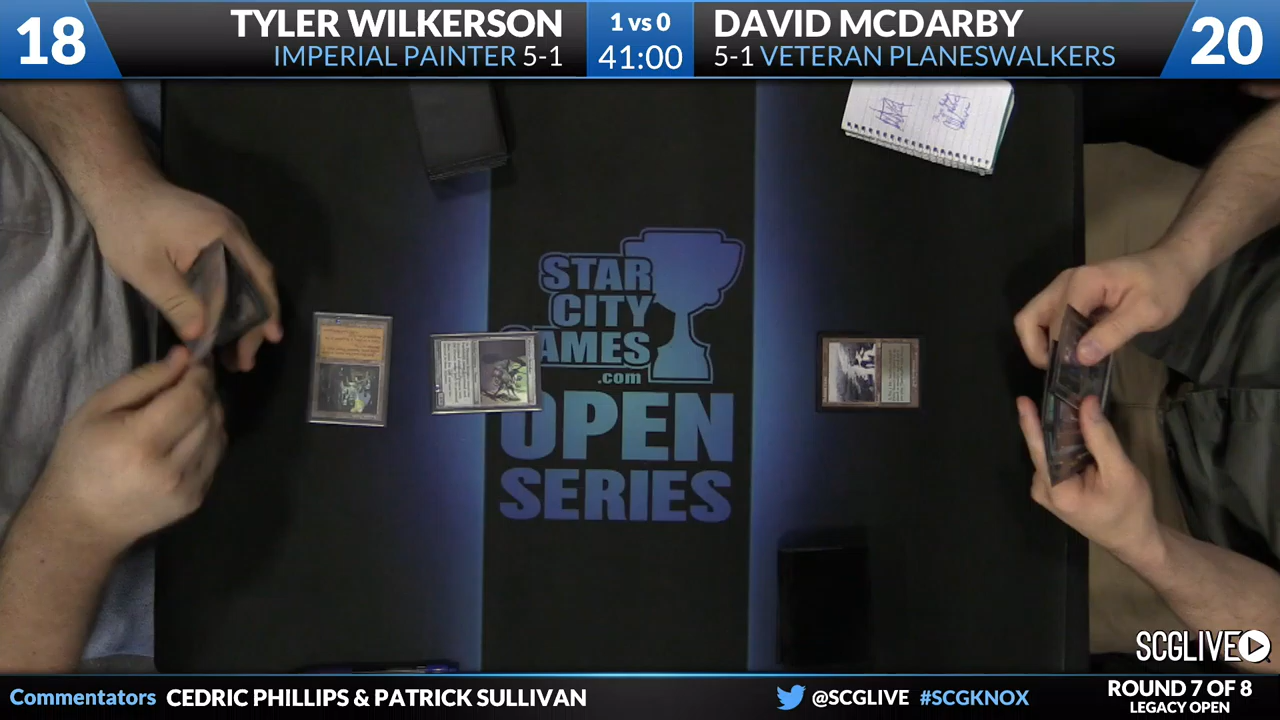 18
TYLER WILKERSON
IMPERIAL PAINTER 5-1
1 vs 0
41:00
DAVID MCDARBY
5-1 VETERAN PLANESWALKERS
20
STAR
CITY
GAMES
.com
OPEN
SERIES
SCGLIVE
Commentators CEDRIC PHILLIPS & PATRICK SULLIVAN
@SCGLIVE #SCGKNOX
ROUND 7 OF 8
LEGACY OPEN